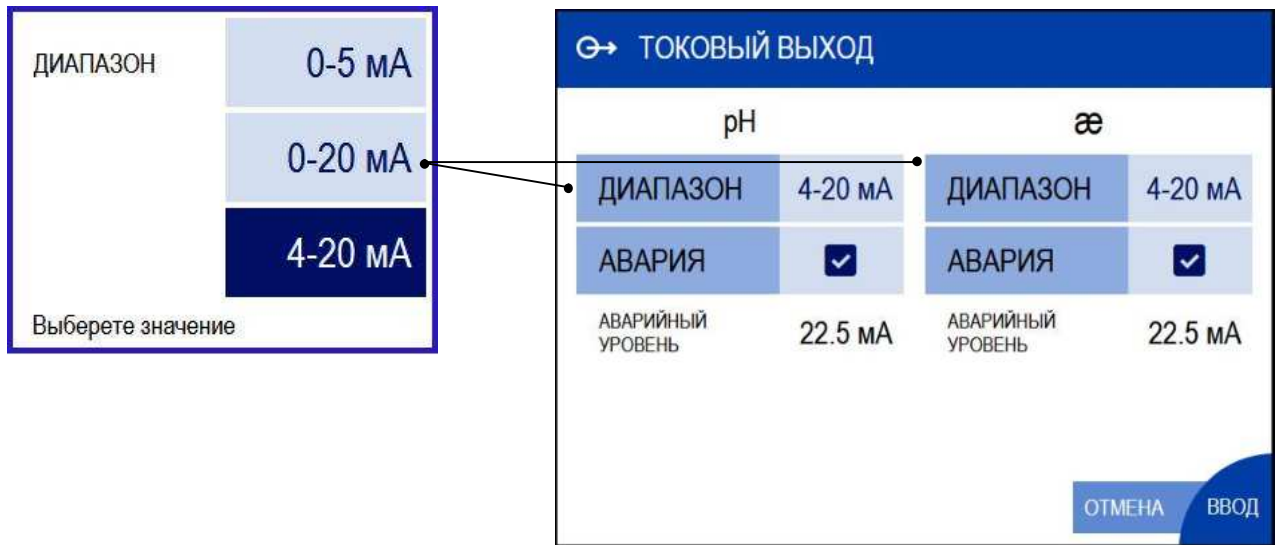 ДИАПАЗОН
0-5 мА
0-20 мА
4-20 мА
Выберете значение
ТОКОВЫЙ ВЫХОД
pH
æ
ДИАПАЗОН 4-20 мА ДИАПАЗОН 4-20 мА
АВАРИЯ АВАРИЯ
АВАРИЙНЫЙ УРОВЕНЬ 22.5 мА АВАРИЙНЫЙ УРОВЕНЬ 22.5 мА
ОТМЕНА ВВОД